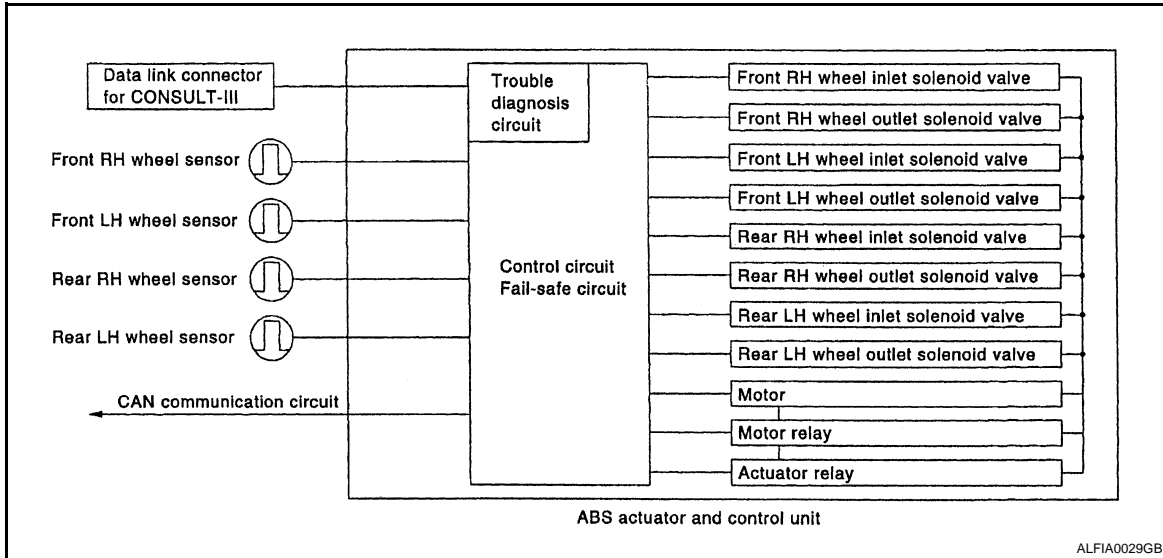 Data link connector
for CONSULT-III
Front RH wheel sensor
Front LH wheel sensor
Rear RH wheel sensor
Rear LH wheel sensor
CAN communication circuit
Trouble
diagnosis
circuit
Control circuit
Fail-safe circuit
Front RH wheel inlet solenoid valve
Front RH wheel outlet solenoid valve
Front LH wheel inlet solenoid valve
Front LH wheel outlet solenoid valve
Rear RH wheel inlet solenoid valve
Rear RH wheel outlet solenoid valve
Rear LH wheel inlet solenoid valve
Rear LH wheel outlet solenoid valve
Motor
Motor relay
Actuator relay
ABS actuator and control unit
ALFIA0029GB